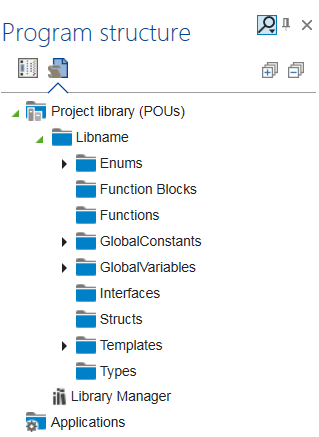 Program structure
Project library (POUs)
Libname
Enums
Function Blocks
Functions
GlobalConstants
GlobalVariables
Interfaces
Structs
Templates
Types
Library Manager
Applications